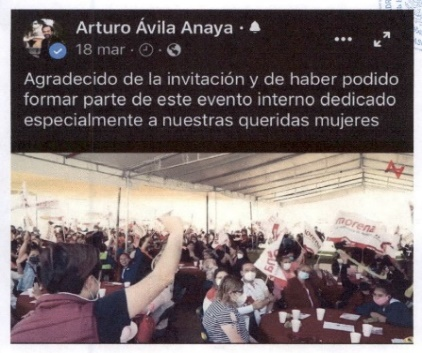 Arturo Ávila Anaya ·
18 mar ·
Agradecido de la invitación y de haber podido
formar parte de este evento interno dedicado
especialmente a nuestras queridas mujeres
morena